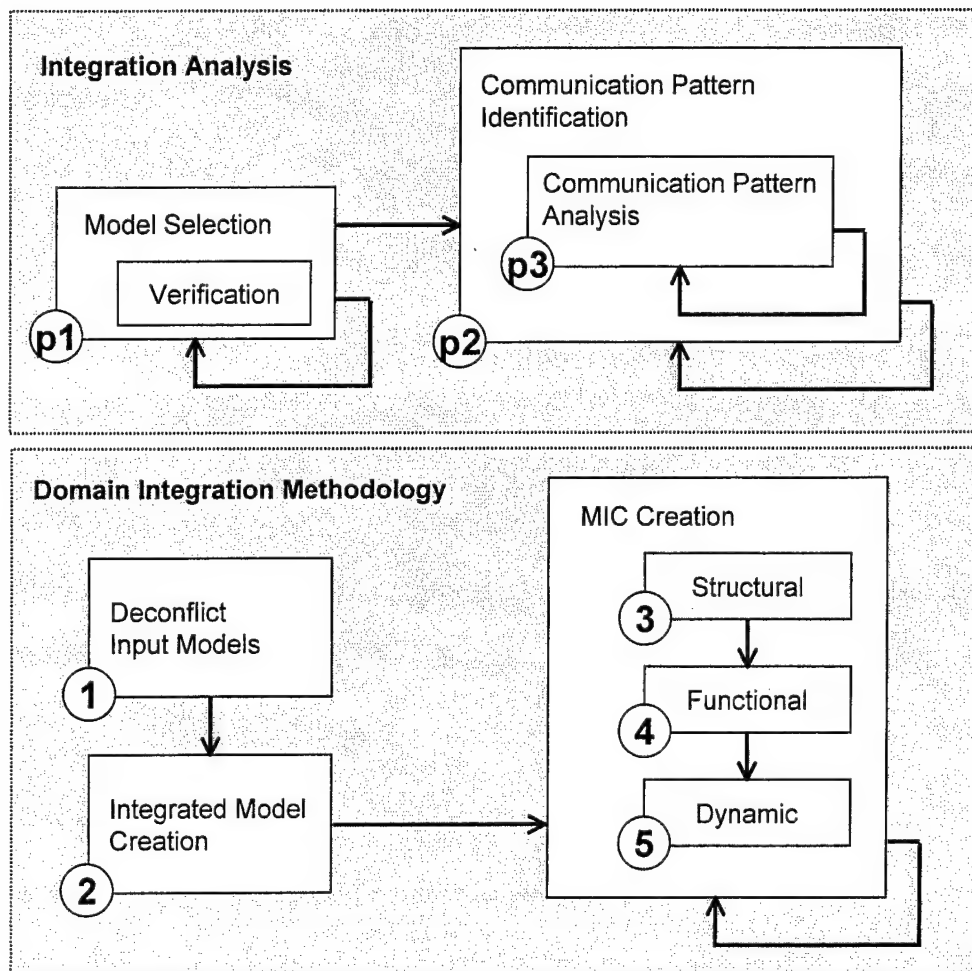 Integration Analysis
Model Selection
Verification
p1
Communication Pattern
Identification
Communication Pattern
Analysis
p3
p2
Domain Integration Methodology
Deconflict
Input Models
1
Integrated Model
Creation
2
MIC Creation
Structural
3
Functional
4
Dynamic
5